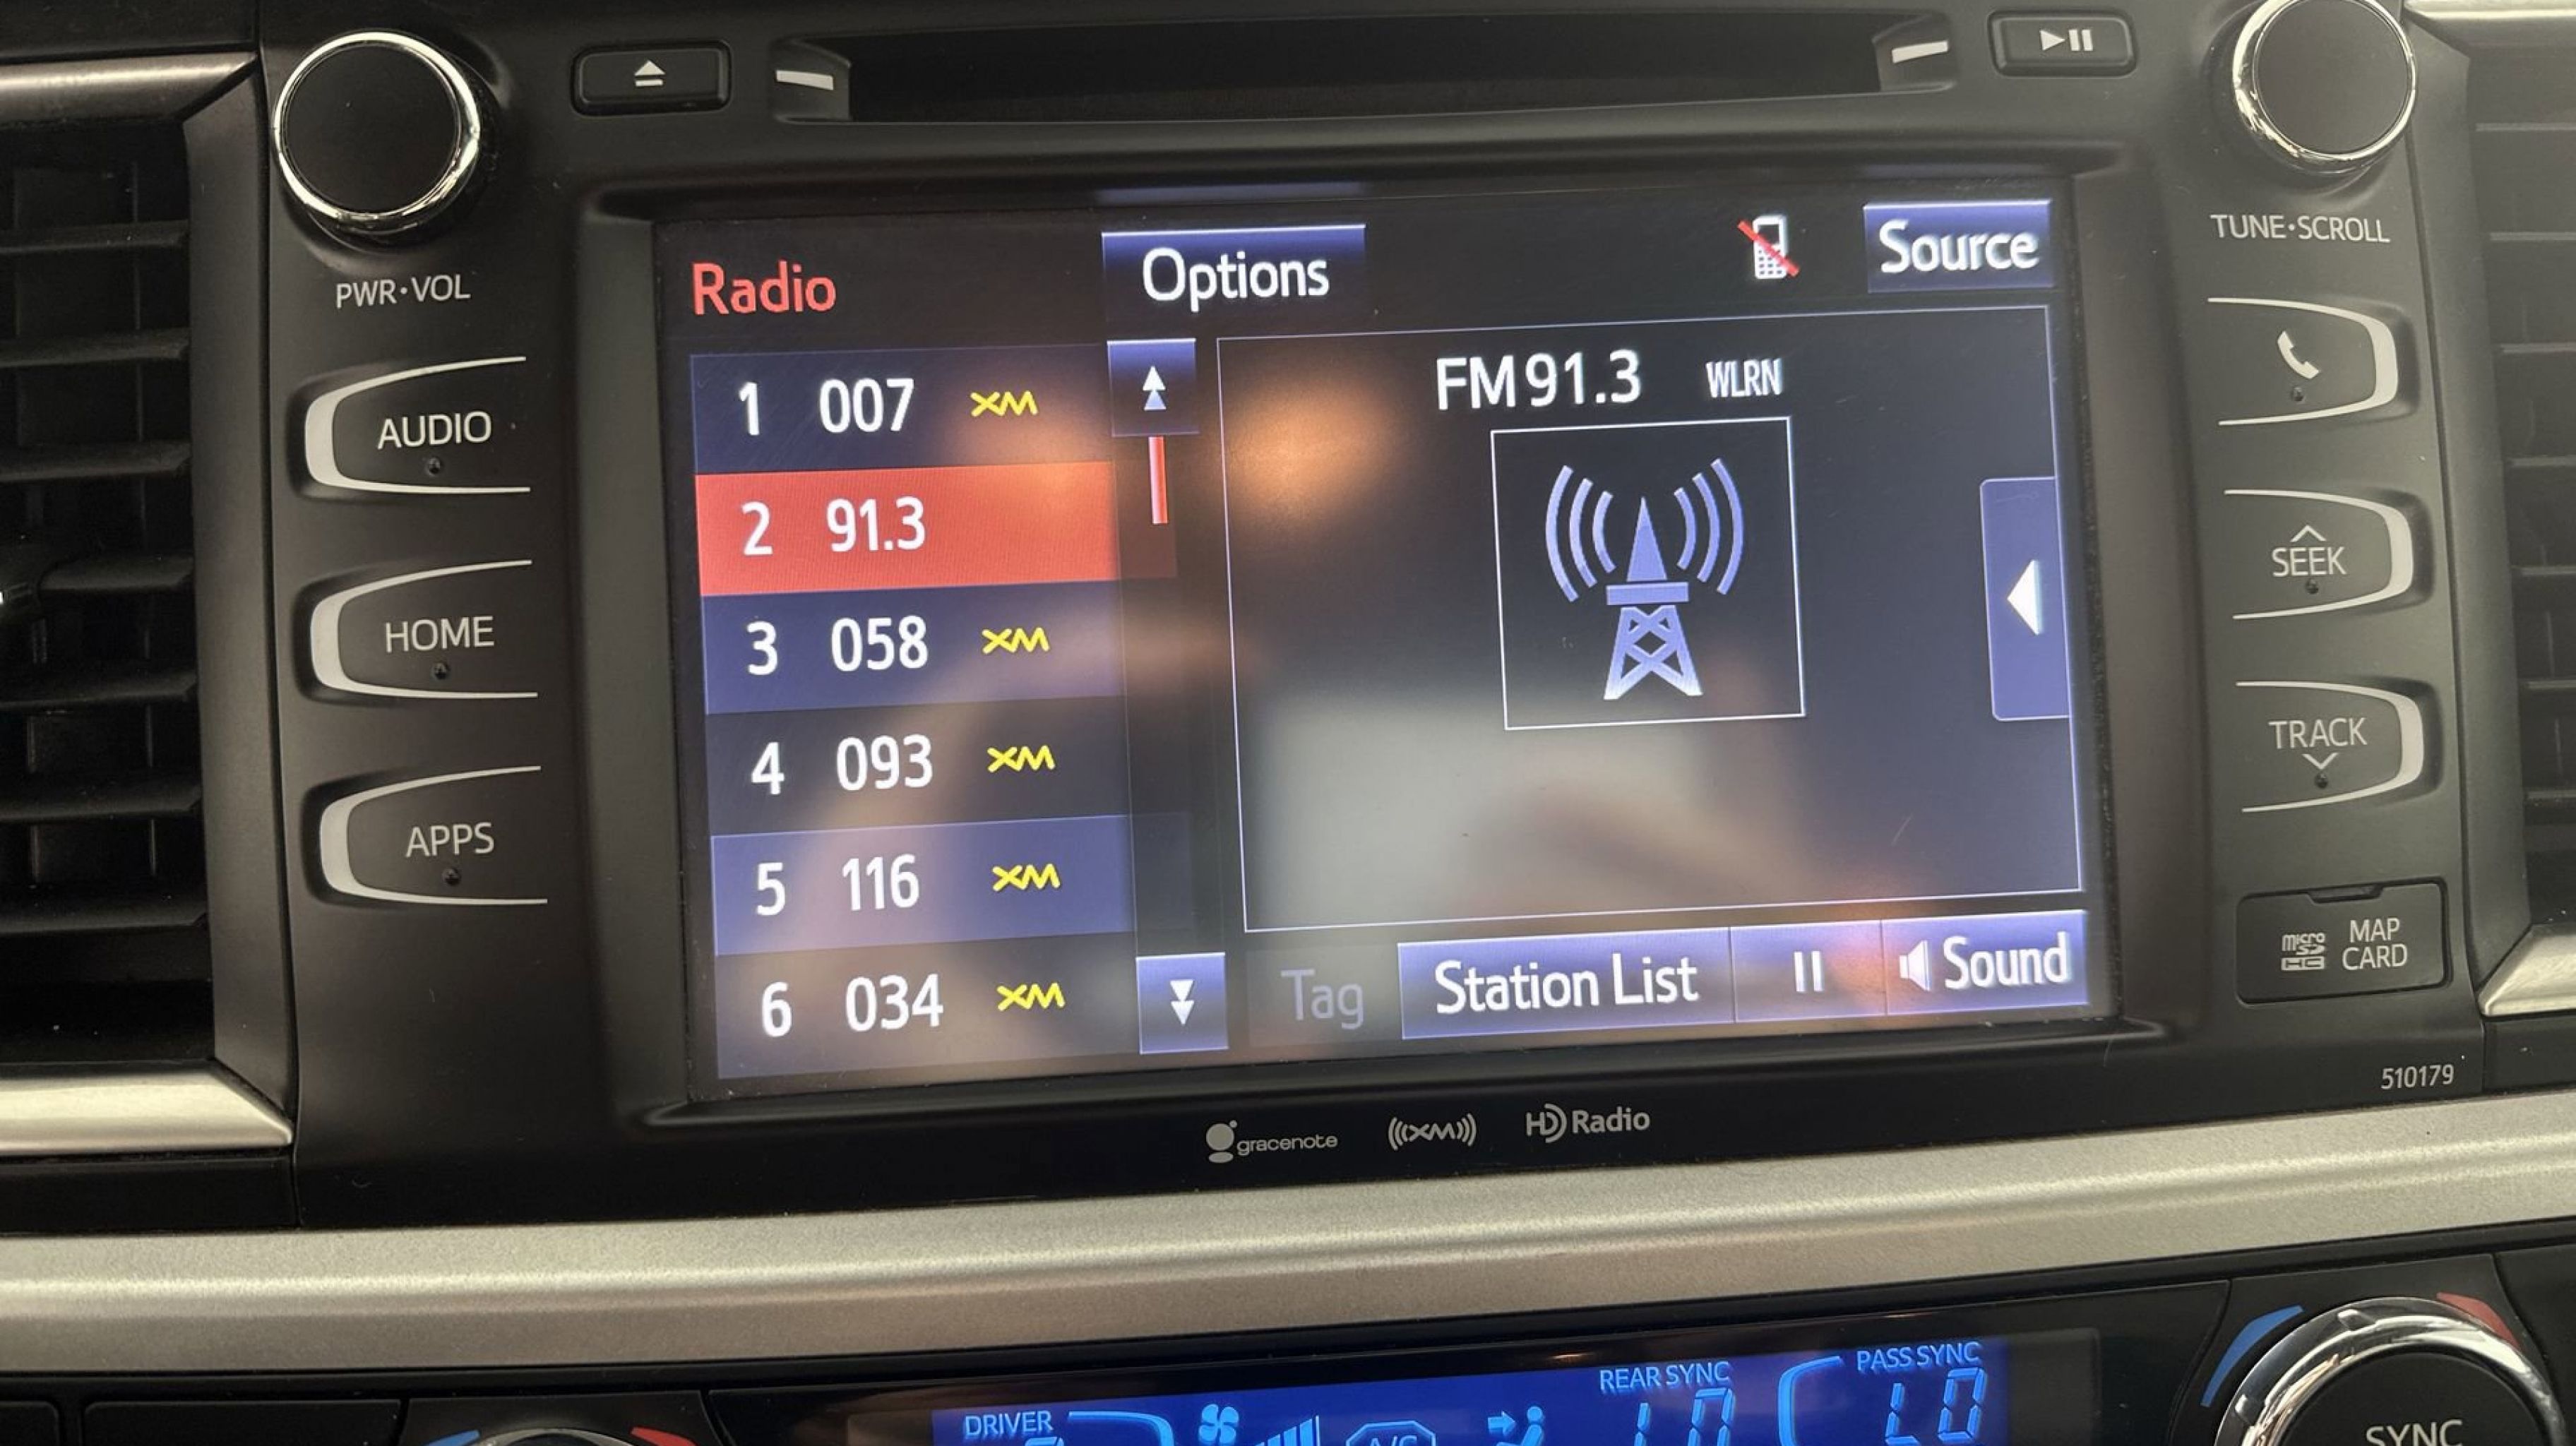 PWR•VOL
TUNE•SCROLL
AUDIO
HOME
APPS
Radio
Options
Source
1 007 XM
2 91.3
3 058 XM
4 093 XM
5 116 XM
6 034 XM
FM 91.3 WLRN
Tag
Station List
Sound
SEEK
TRACK
micro
SD
HC
MAP
CARD
510179
gracenote
((XM))
HD Radio
DRIVER
A/C
REAR SYNC
LO
PASS SYNC
LO
SYNC